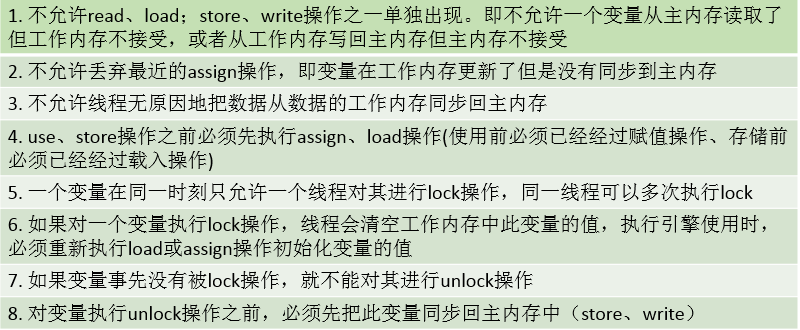 1. 不允许read、load；store、write操作之一单独出现。即不允许一个变量从主内存读取了
但工作内存不接受，或者从工作内存写回主内存但主内存不接受
2. 不允许丢弃最近的assign操作，即变量在工作内存更新了但是没有同步到主内存
3. 不允许线程无原因地把数据从数据的工作内存同步回主内存
4. use、store操作之前必须先执行assign、load操作(使用前必须已经经过赋值操作、存储前
必须已经经过载入操作)
5. 一个变量在同一时刻只允许一个线程对其进行lock操作，同一线程可以多次执行lock
6. 如果对一个变量执行lock操作，线程会清空工作内存中此变量的值，执行引擎使用时，
必须重新执行load或assign操作初始化变量的值
7. 如果变量事先没有被lock操作，就不能对其进行unlock操作
8. 对变量执行unlock操作之前，必须先把此变量同步回主内存中（store、write）